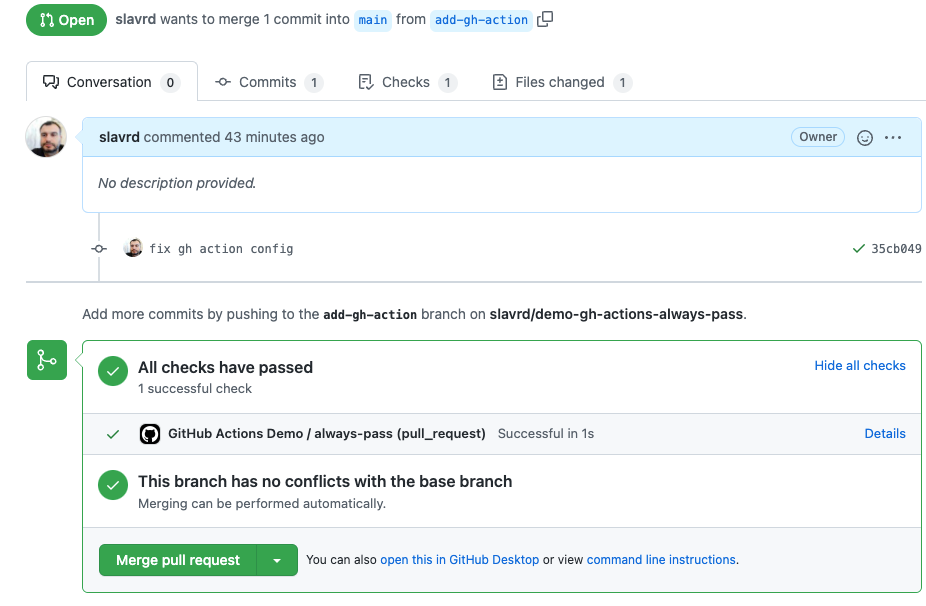 Open slavrd wants to merge 1 commit into main from add-gh-action
Conversation 0 Commits 1 Checks 1 Files changed 1
slavrd commented 43 minutes ago Owner
No description provided.
fix gh action config 35cb049
Add more commits by pushing to the add-gh-action branch on slavrd/demo-gh-actions-always-pass.
All checks have passed Hide all checks
1 successful check
GitHub Actions Demo / always-pass (pull_request) Successful in 1s Details
This branch has no conflicts with the base branch
Merging can be performed automatically.
Merge pull request You can also open this in GitHub Desktop or view command line instructions.